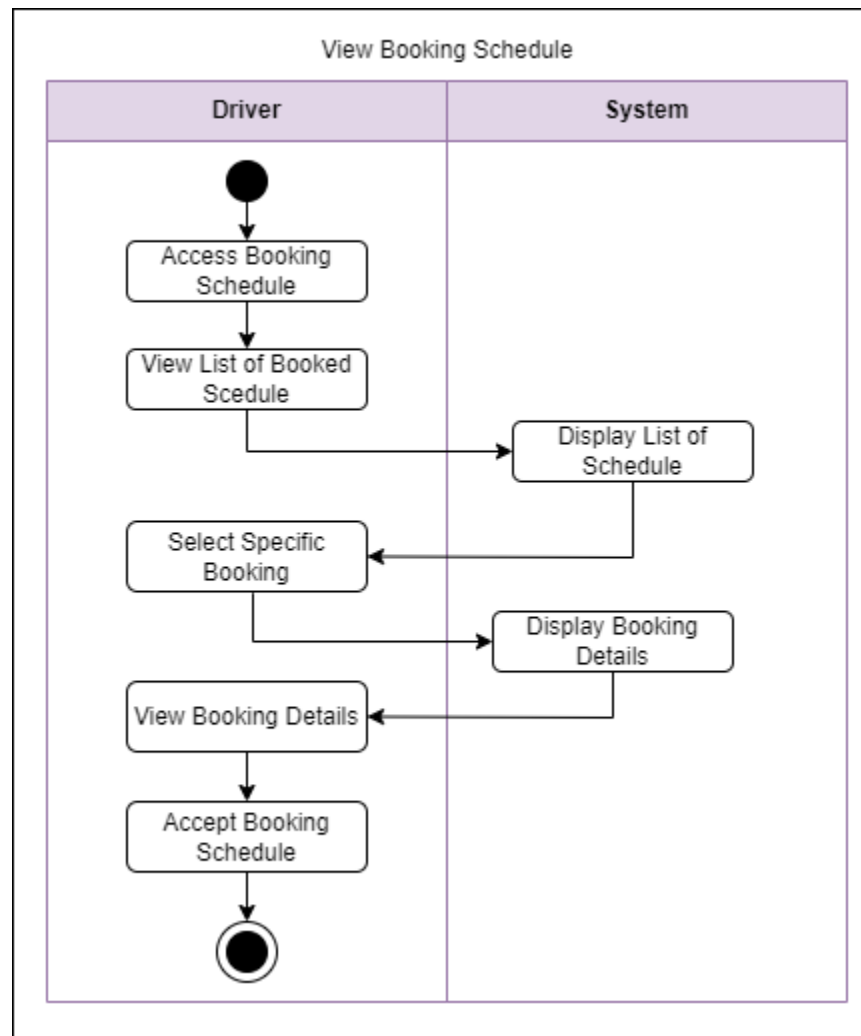 View Booking Schedule
Driver
System
Access Booking
Schedule
View List of Booked
Scedule
Display List of
Schedule
Select Specific
Booking
Display Booking
Details
View Booking Details
Accept Booking
Schedule